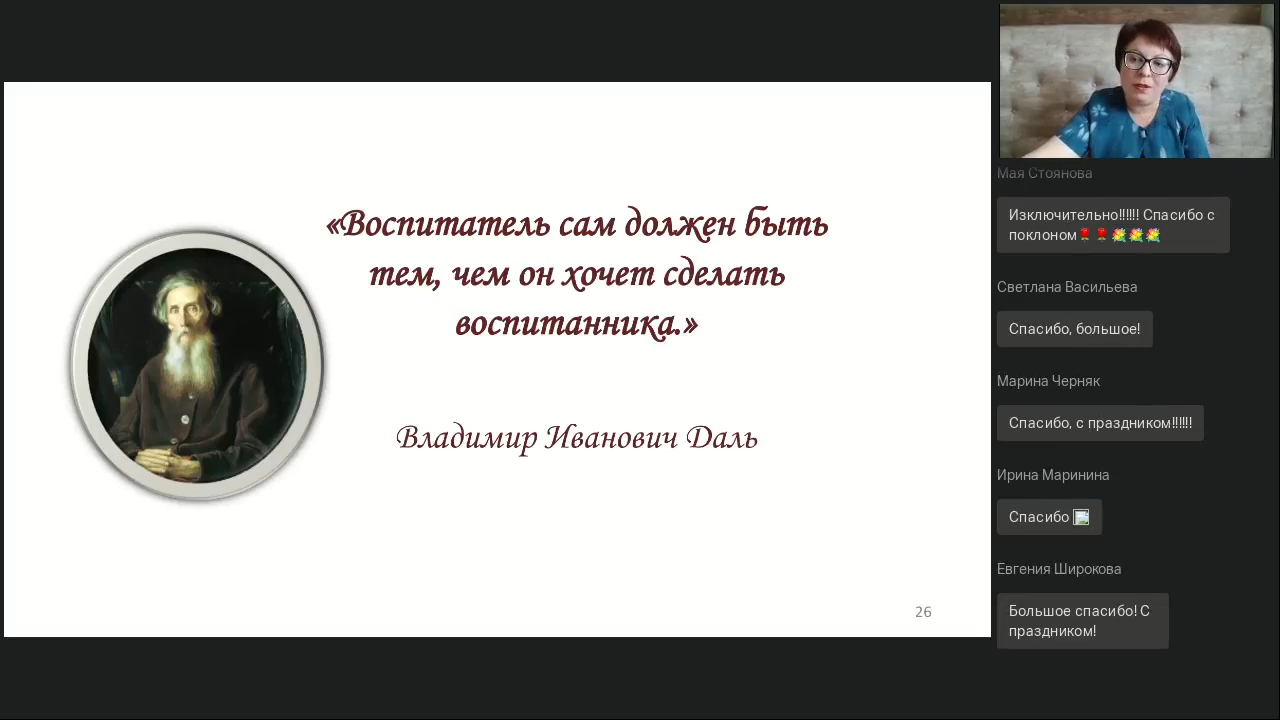 «Воспитатель сам должен быть
тем, чем он хочет сделать
воспитанника.»
Владимир Иванович Даль
26
Мая Стоянова
Изключительно!!!!!! Спасибо с
поклоном🌹🌹💐💐💐
Светлана Васильева
Спасибо, большое!
Марина Черняк
Спасибо, с праздником!!!!!!
Ирина Маринина
Спасибо
Евгения Широкова
Большое спасибо! С
праздником!